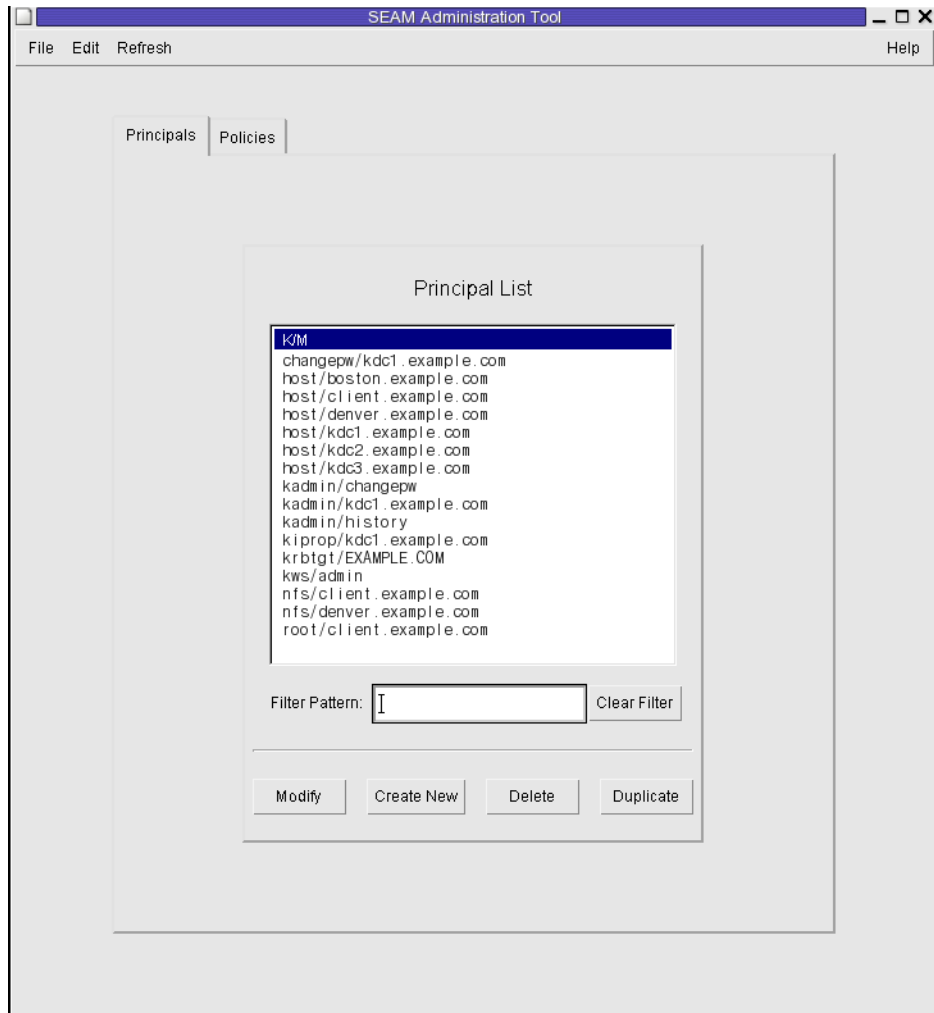 SEAM Administration Tool
File Edit Refresh Help
Principals Policies
Principal List
K/M
changepw/kdc1.example.com
host/boston.example.com
host/client.example.com
host/denver.example.com
host/kdc1.example.com
host/kdc2.example.com
host/kdc3.example.com
kadmin/changepw
kadmin/kdc1.example.com
kadmin/history
kiprop/kdc1.example.com
krbtgt/EXAMPLE.COM
kws/admin
nfs/client.example.com
nfs/denver.example.com
root/client.example.com
Filter Pattern: Clear Filter
Modify Create New Delete Duplicate